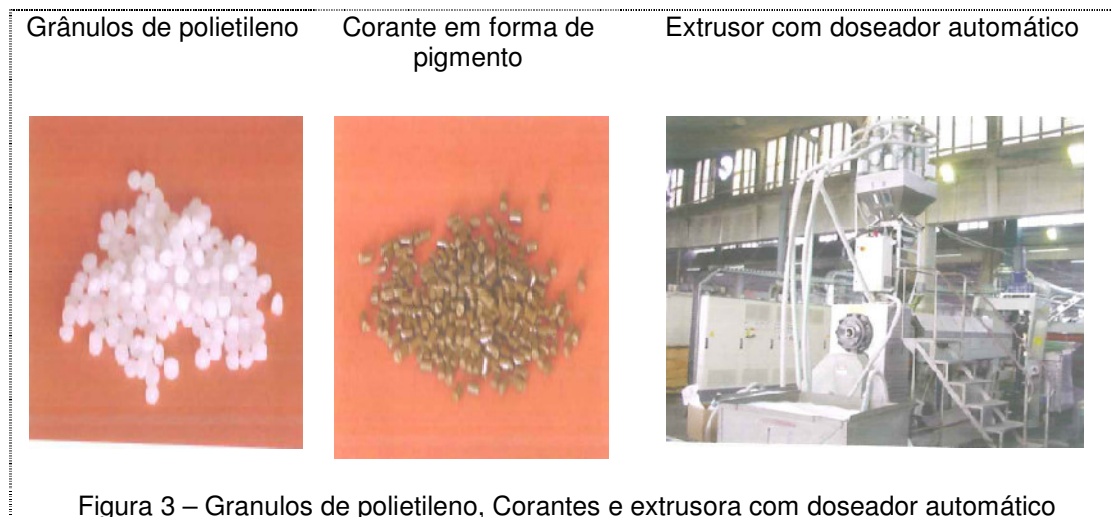 Grânulos de polietileno
Corante em forma de
pigmento
Extrusor com doseador automático
Figura 3 – Granulos de polietileno, Corantes e extrusora com doseador automático